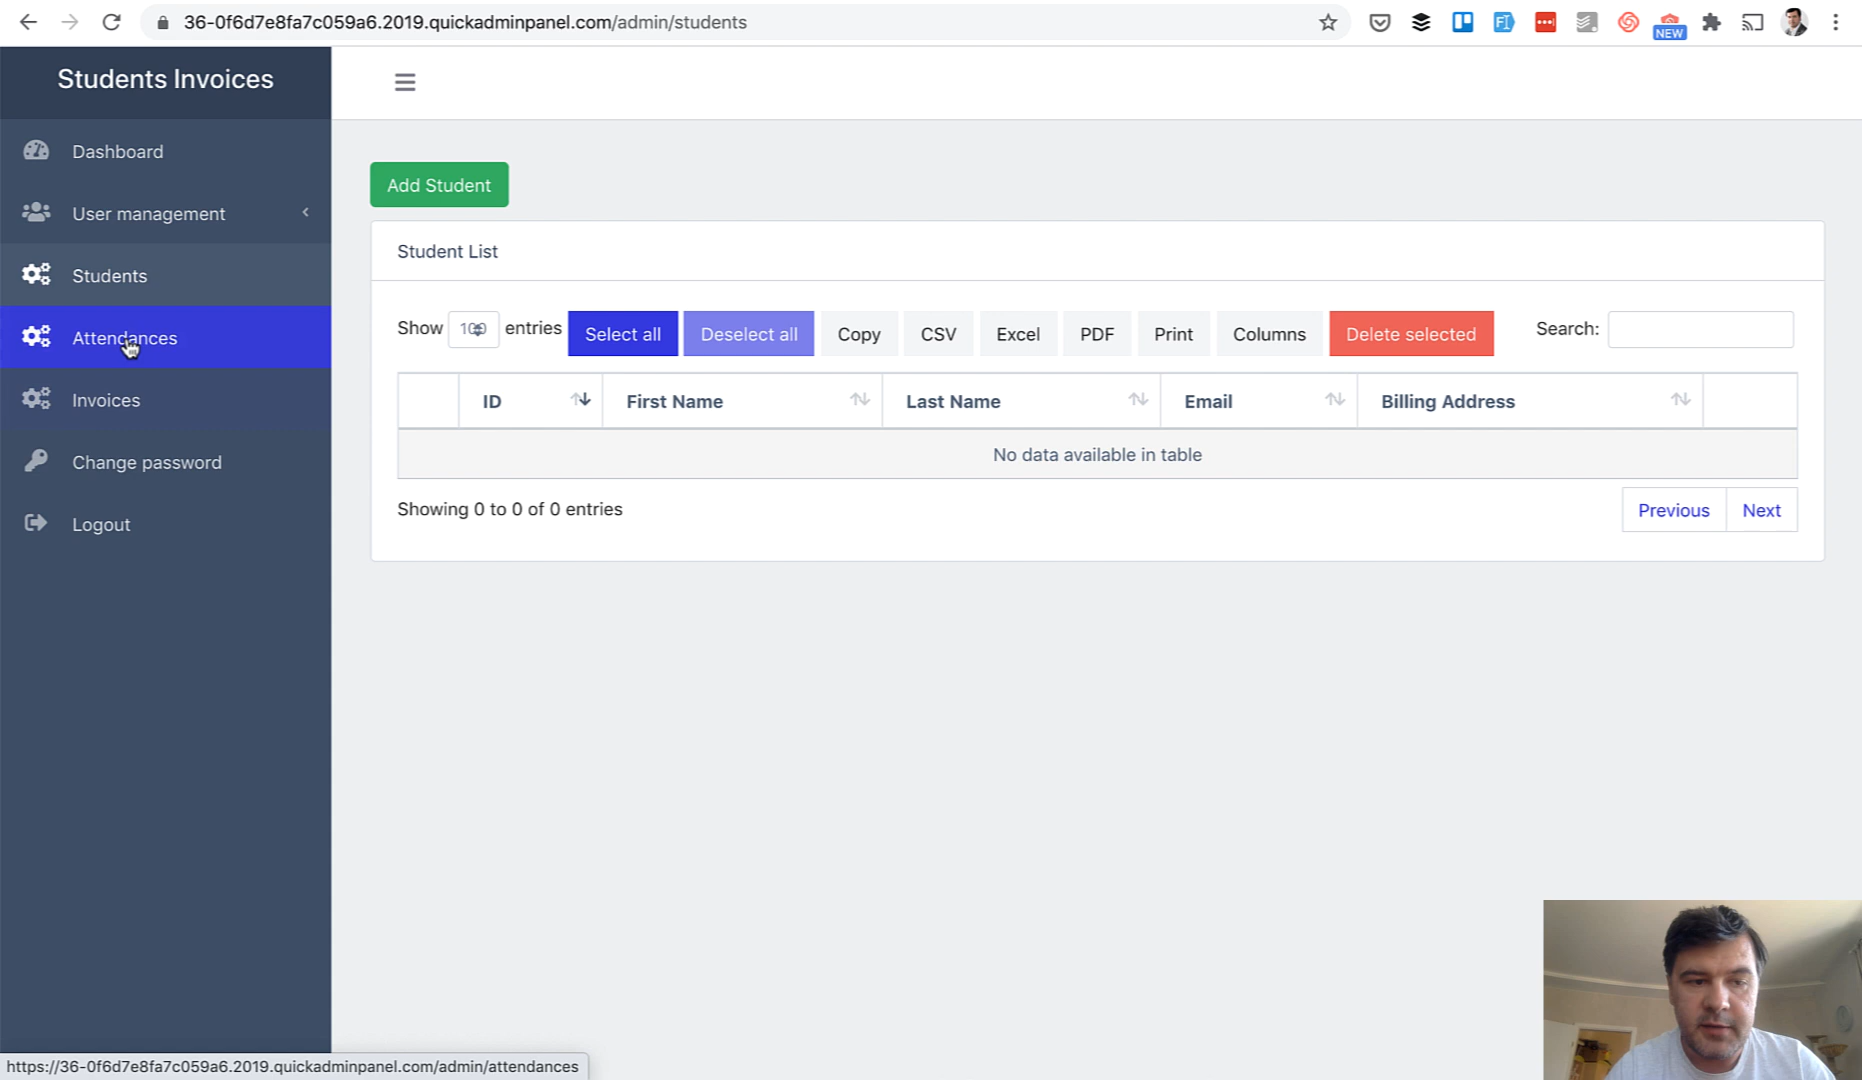 36-0f6d7e8fa7c059a6.2019.quickadminpanel.com/admin/students
NEW
Students Invoices
Dashboard
User management
Students
Attendances
Invoices
Change password
Logout
Add Student
Student List
Show 100 entries Select all Deselect all Copy CSV Excel PDF Print Columns Delete selected Search:
ID First Name Last Name Email Billing Address
No data available in table
Showing 0 to 0 of 0 entries
Previous Next
https://36-0f6d7e8fa7c059a6.2019.quickadminpanel.com/admin/attendances